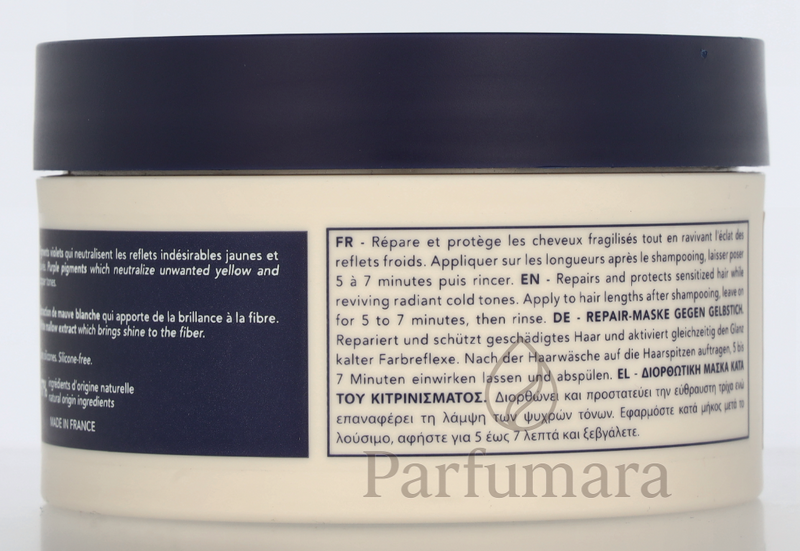 violets qui neutralisent les reflets indésirables jaunes et
Purple pigments which neutralize unwanted yellow and
tones.
de mauve blanche qui apporte de la brillance à la fibre.
mallow extract which brings shine to the fiber.
Silicone-free.
% ingrédients d'origine naturelle
natural origin ingredients
MADE IN FRANCE
FR - Répare et protège les cheveux fragilisés tout en ravivant l'éclat des
reflets froids. Appliquer sur les longueurs après le shampooing, laisser poser
5 à 7 minutes puis rincer. EN - Repairs and protects sensitized hair while
reviving radiant cold tones. Apply to hair lengths after shampooing, leave on
for 5 to 7 minutes, then rinse. DE - REPAIR-MASKE GEGEN GELBSTICH.
Repariert und schützt geschädigtes Haar und aktiviert gleichzeitig den Glanz
kalter Farbreflexe. Nach der Haarwäsche auf die Haarspitzen auftragen, 5 bis
7 Minuten einwirken lassen und abspülen. EL - ΔΙΟΡΘΩΤΙΚΗ ΜΑΣΚΑ ΚΑΤΑ
ΤΟΥ ΚΙΤΡΙΝΙΣΜΑΤΟΣ. Διορθώνει και προστατεύει την εύθραυστη τρίχα ενώ
επαναφέρει τη λάμψη των ψυχρών τόνων. Εφαρμόστε κατά μήκος μετά το
λούσιμο, αφήστε για 5 έως 7 λεπτά και ξεβγάλετε.
Parfumara